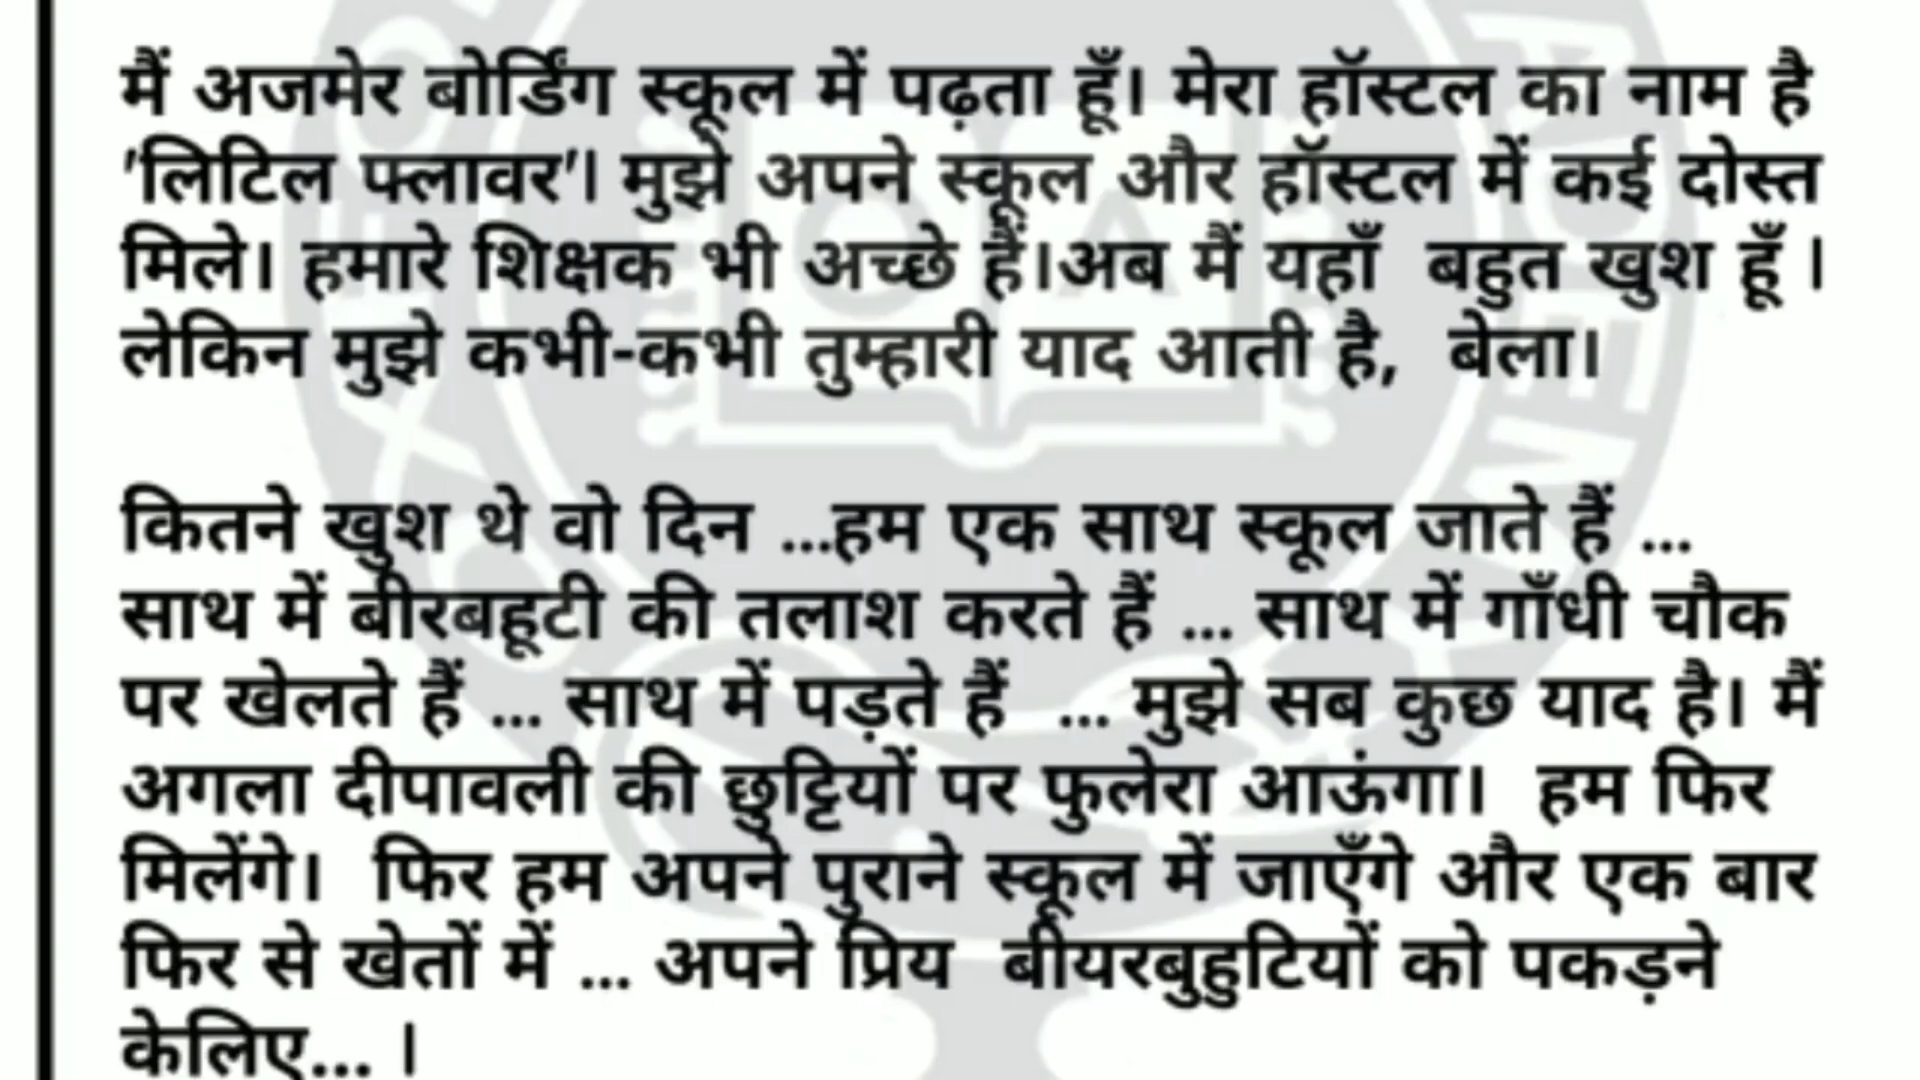 मैं अजमेर बोर्डिंग स्कूल में पढ़ता हूँ। मेरा हॉस्टल का नाम है
'लिटिल फ्लावर'। मुझे अपने स्कूल और हॉस्टल में कई दोस्त
मिले। हमारे शिक्षक भी अच्छे हैं।अब मैं यहाँ बहुत खुश हूँ ।
लेकिन मुझे कभी-कभी तुम्हारी याद आती है, बेला।
कितने खुश थे वो दिन ...हम एक साथ स्कूल जाते हैं ...
साथ में बीरबहूटी की तलाश करते हैं ... साथ में गाँधी चौक
पर खेलते हैं ... साथ में पड़ते हैं ... मुझे सब कुछ याद है। मैं
अगला दीपावली की छुट्टियों पर फुलेरा आऊंगा। हम फिर
मिलेंगे। फिर हम अपने पुराने स्कूल में जाएँगे और एक बार
फिर से खेतों में ... अपने प्रिय बीयरबुहुटियों को पकड़ने
केलिए... ।